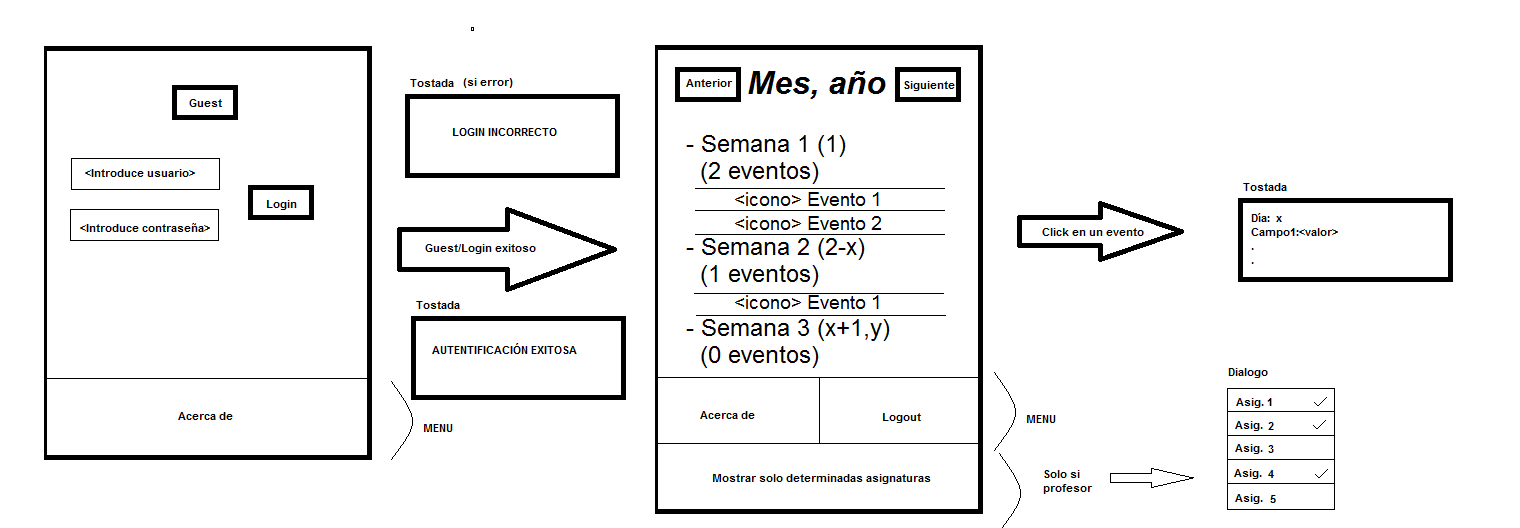 Guest
<Introduce usuario>
Login
<Introduce contraseña>
Acerca de
MENU
Tostada (si error)
LOGIN INCORRECTO
Guest/Login exitoso
Tostada
AUTENTIFICACIÓN EXITOSA
Anterior
Mes, año
Siguiente
- Semana 1 (1)
(2 eventos)
<icono> Evento 1
<icono> Evento 2
- Semana 2 (2-x)
(1 eventos)
<icono> Evento 1
- Semana 3 (x+1,y)
(0 eventos)
Acerca de
Logout
MENU
Mostrar solo determinadas asignaturas
Solo si
profesor
Click en un evento
Tostada
Día: x
Campo1:<valor>
.
.
Dialogo
Asig. 1
Asig. 2
Asig. 3
Asig. 4
Asig. 5